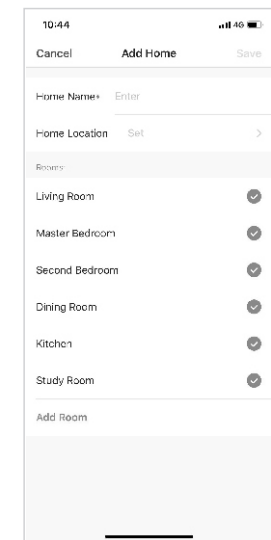 10:44 4G
Cancel Add Home Save
Home Name* Enter
Home Location Set
Rooms:
Living Room
Master Bedroom
Second Bedroom
Dining Room
Kitchen
Study Room
Add Room